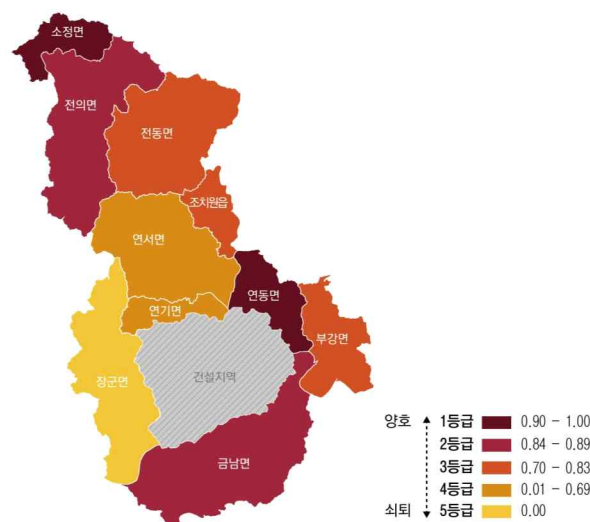 소정면
전의면
전동면
조치원읍
연서면
연동면
연기면
부강면
장군면
건설지역
금남면
양호 1등급 0.90 - 1.00
2등급 0.84 - 0.89
3등급 0.70 - 0.83
4등급 0.01 - 0.69
쇠퇴 5등급 0.00